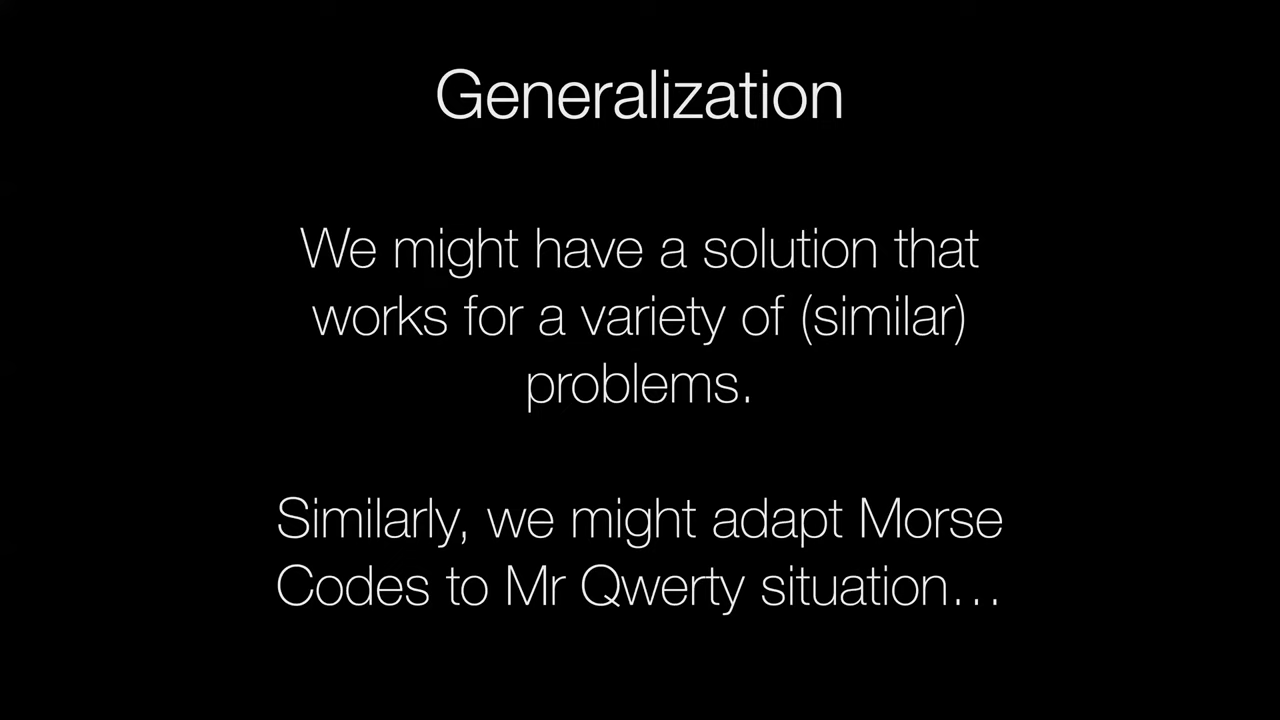 Generalization
We might have a solution that
works for a variety of (similar)
problems.
Similarly, we might adapt Morse
Codes to Mr Qwerty situation…